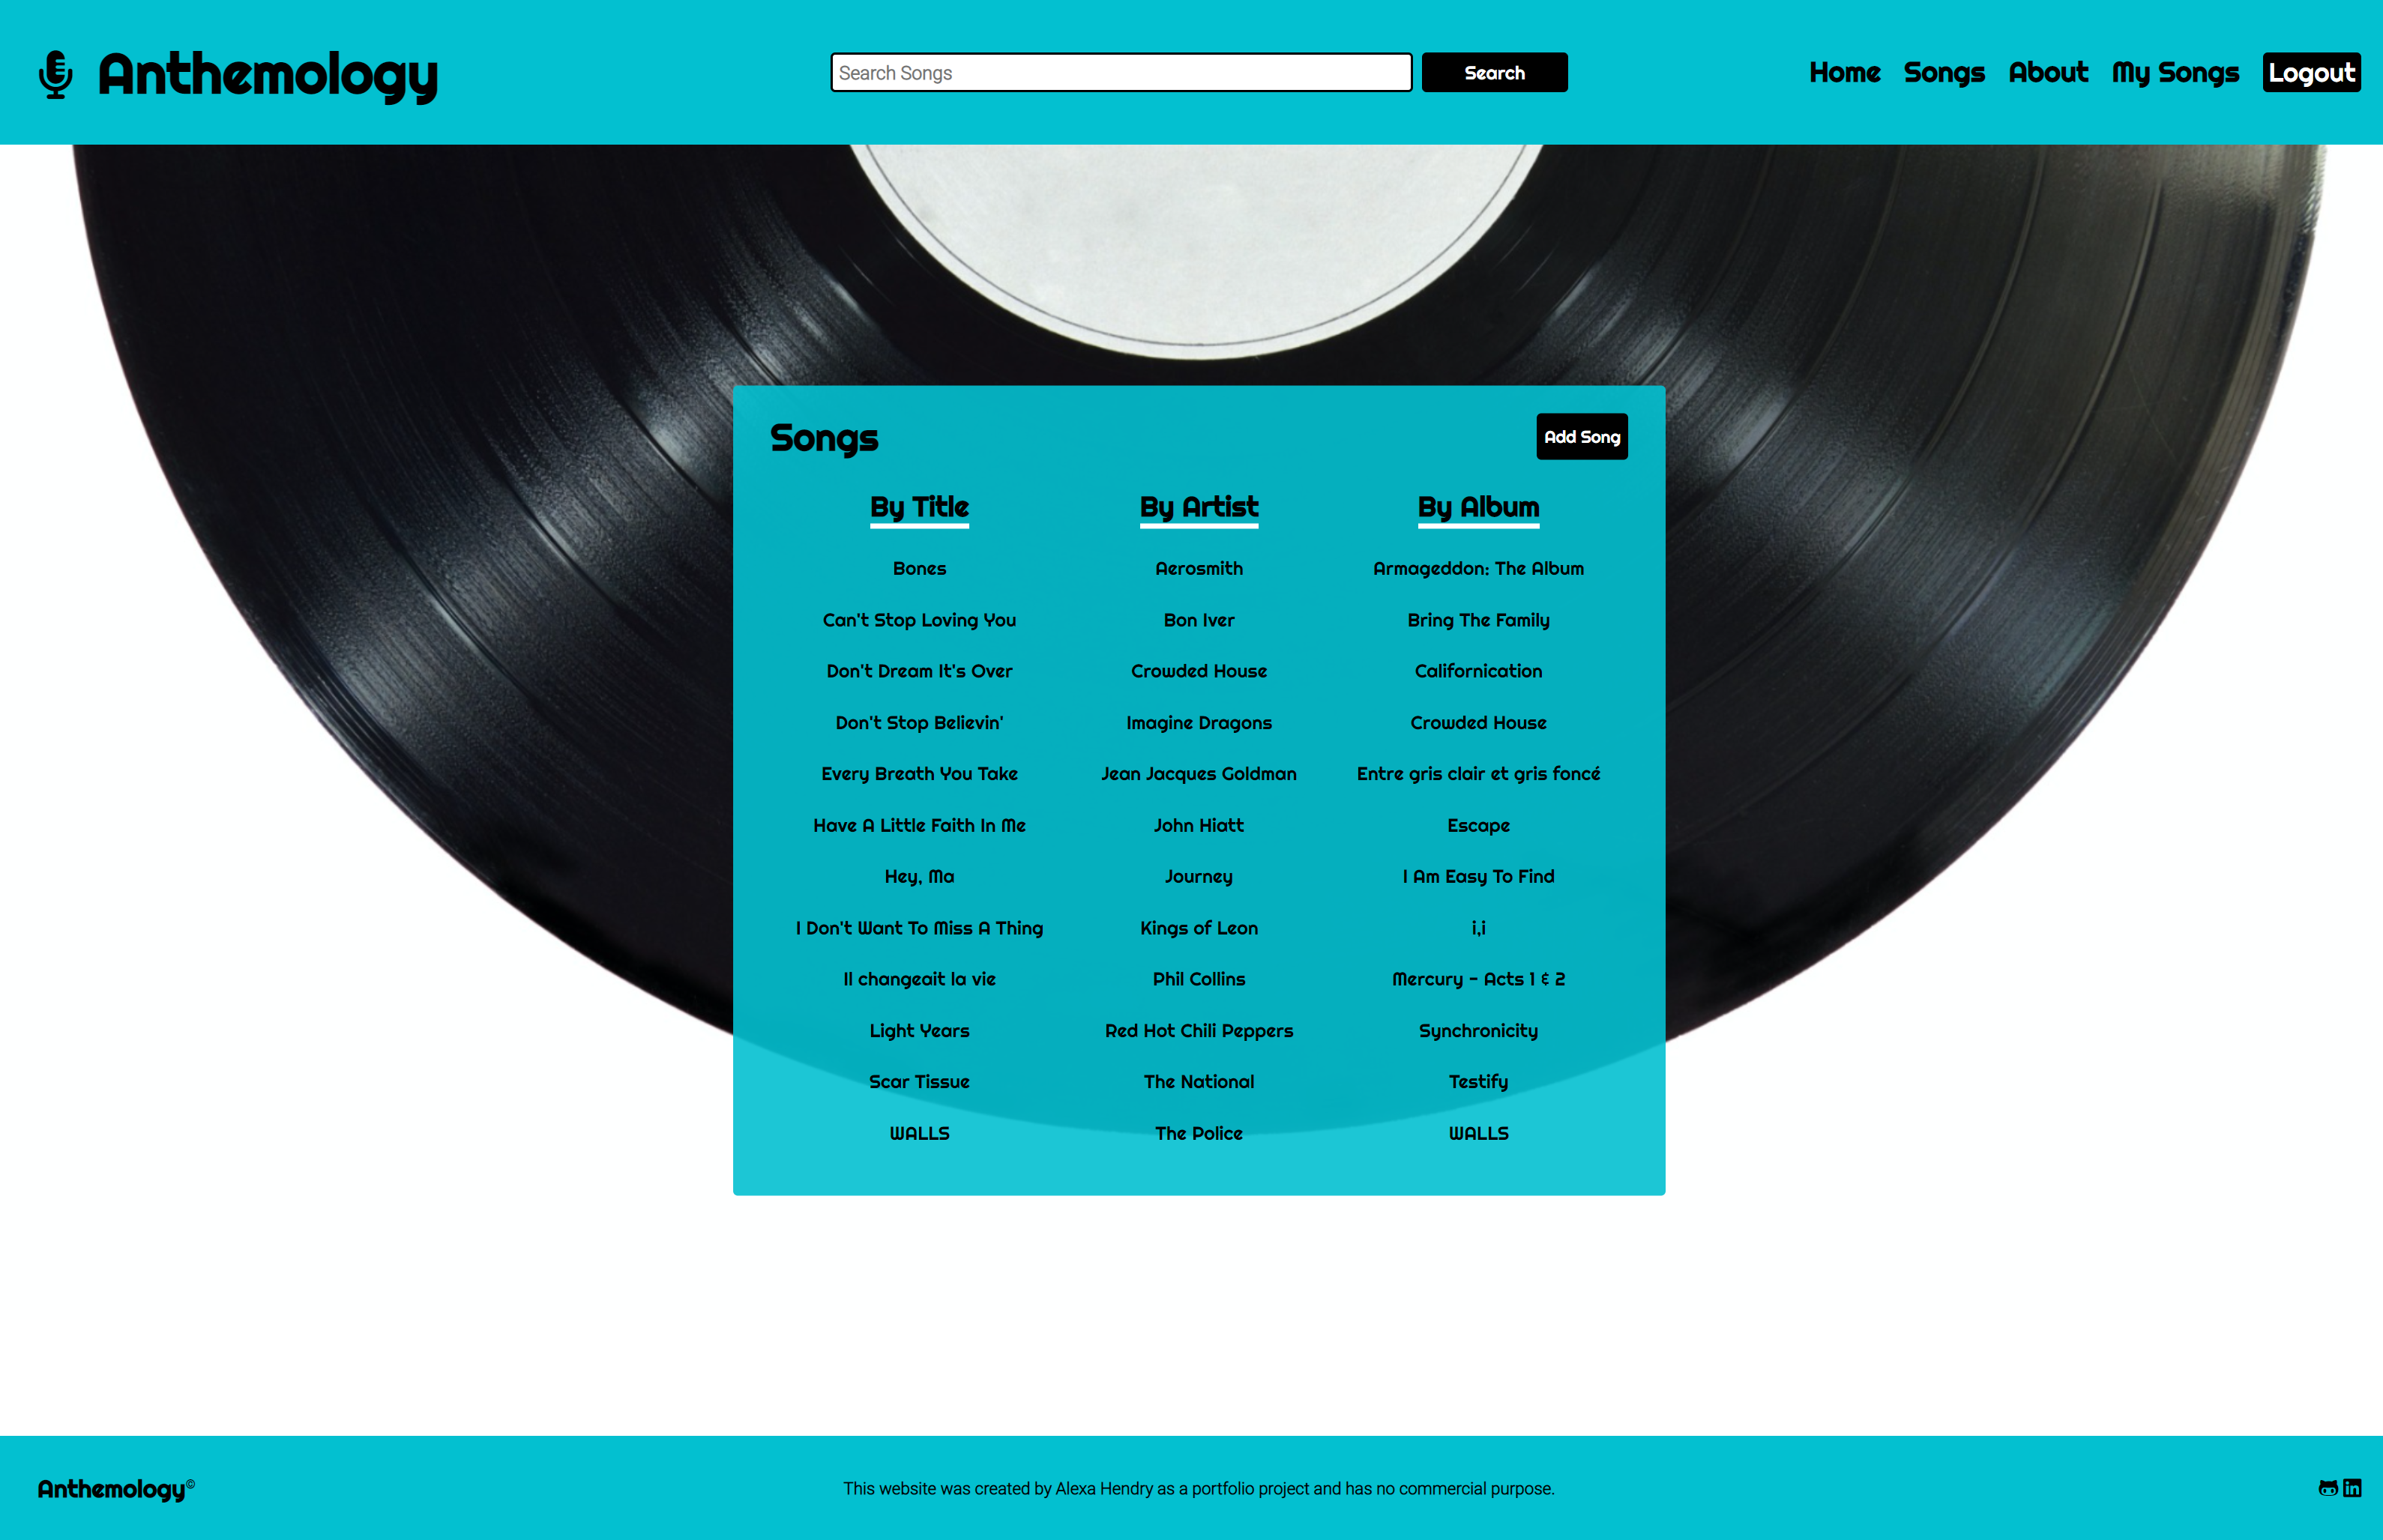 Anthemology
Search Songs
Search
Home Songs About My Songs Logout
Songs
Add Song
By Title By Artist By Album
Bones Aerosmith Armageddon: The Album
Can't Stop Loving You Bon Iver Bring The Family
Don't Dream It's Over Crowded House Californication
Don't Stop Believin' Imagine Dragons Crowded House
Every Breath You Take Jean Jacques Goldman Entre gris clair et gris foncé
Have A Little Faith In Me John Hiatt Escape
Hey, Ma Journey I Am Easy To Find
I Don't Want To Miss A Thing Kings of Leon i,i
Il changeait la vie Phil Collins Mercury - Acts 1 & 2
Light Years Red Hot Chili Peppers Synchronicity
Scar Tissue The National Testify
WALLS The Police WALLS
Anthemology©
This website was created by Alexa Hendry as a portfolio project and has no commercial purpose.
in